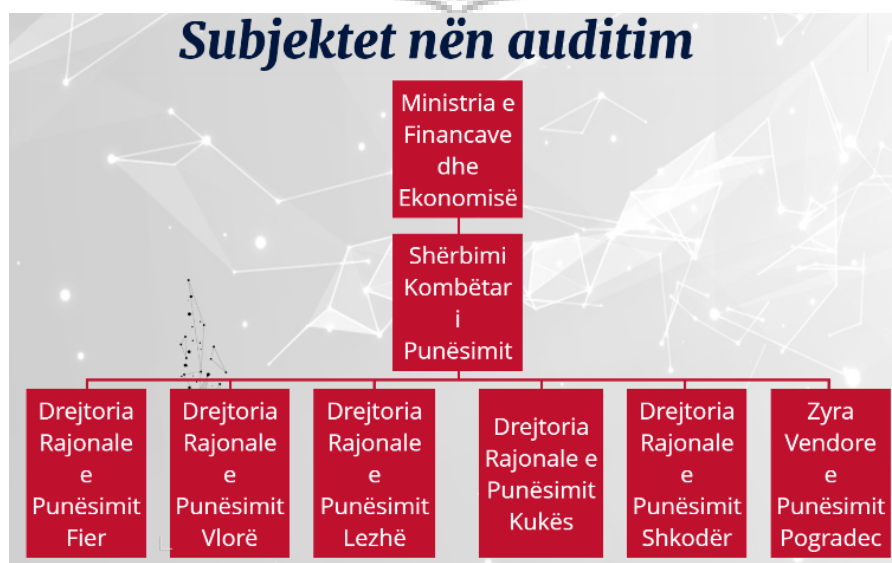 Subjektet nën auditim
Ministria e
Financave
dhe
Ekonomisë
Shërbimi
Kombëtar
i
Punësimit
Drejtoria
Rajonale
e
Punësimit
Fier
Drejtoria
Rajonale
e
Punësimit
Vlorë
Drejtoria
Rajonale
e
Punësimit
Lezhë
Drejtoria
Rajonale e
Punësimit
Kukës
Drejtoria
Rajonale
e
Punësimit
Shkodër
Zyra
Vendore
e
Punësimit
Pogradec